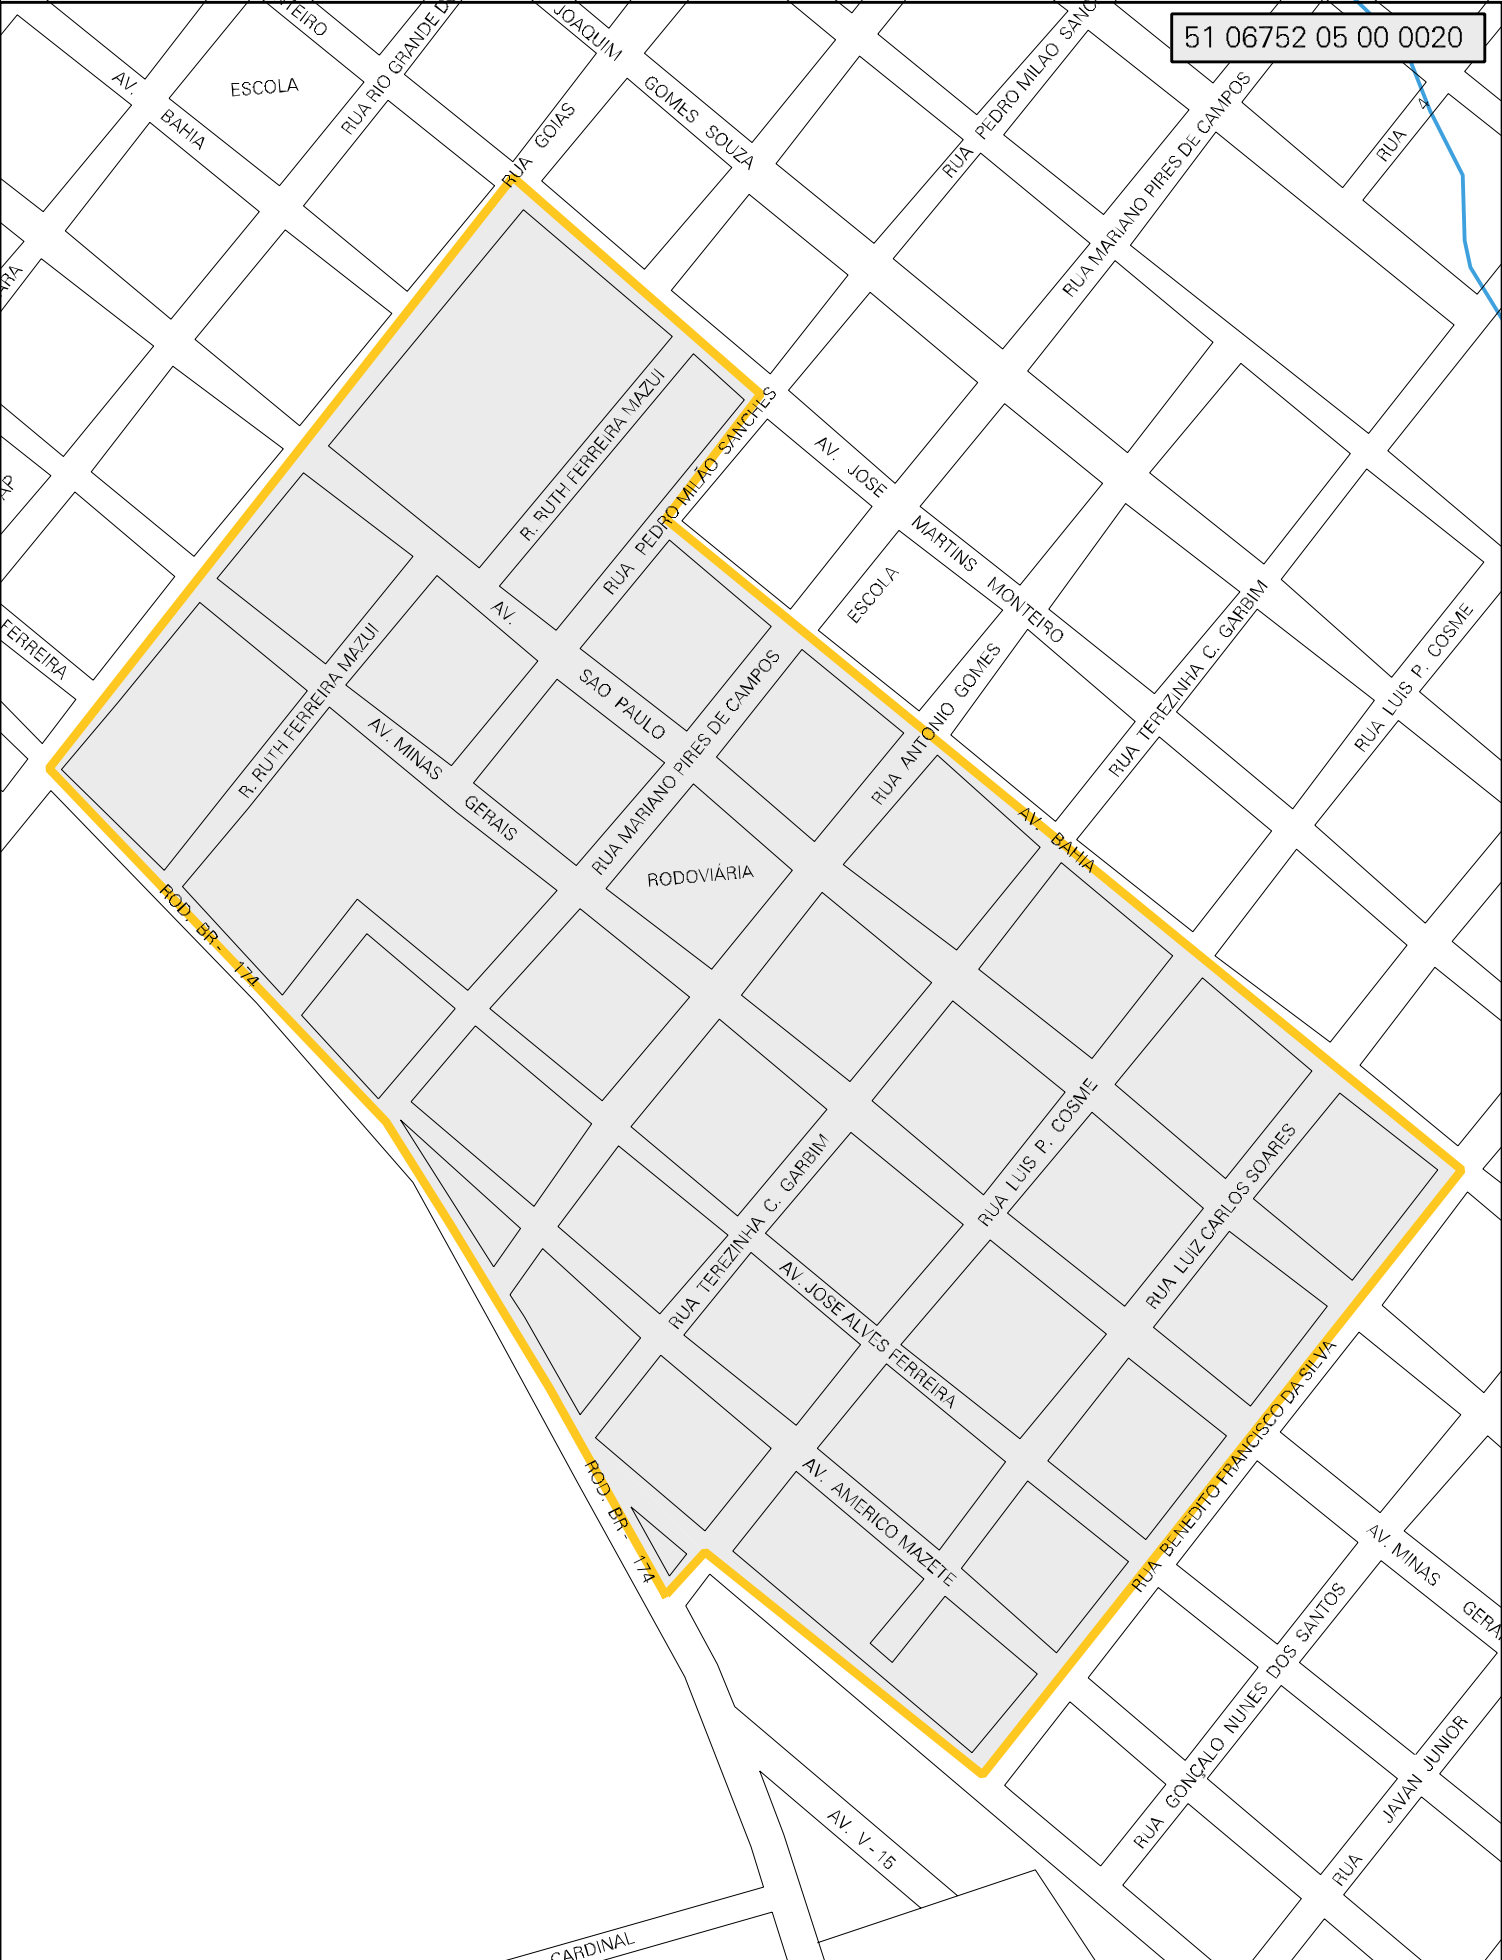 51 06752 05 00 0020
JOAQUIM
GOMES SOUZA
RUA GOIAS
ESCOLA
AV.
BAHIA
RUA PEDRO MILAO SANC
RUA MARIANO PIRES DE CAMPOS
RUA 4
R. RUTH FERREIRA MAZUI
RUA PEDRO MILÃO SANCHES
AV. JOSE
MARTINS MONTEIRO
ESCOLA
AV.
SAO PAULO
RUA ANTONIO GOMES
RUA TEREZINHA C. GARBIM
RUA LUIS P. COSME
FERREIRA
R. RUTH FERREIRA MAZUI
AV. MINAS
GERAIS
RUA MARIANO PIRES DE CAMPOS
RODOVIÁRIA
AV. BAHIA
ROD. BR - 174
RUA TEREZINHA C. GARBIM
RUA LUIS P. COSME
RUA LUIZ CARLOS SOARES
AV. JOSE ALVES FERREIRA
AV. AMERICO MAZETE
RUA BENEDITO FRANCISCO DA SILVA
ROD. BR - 174
AV. MINAS
RUA GONÇALO NUNES DOS SANTOS
RUA JAVAN JUNIOR
AV. V - 15
CARDINAL